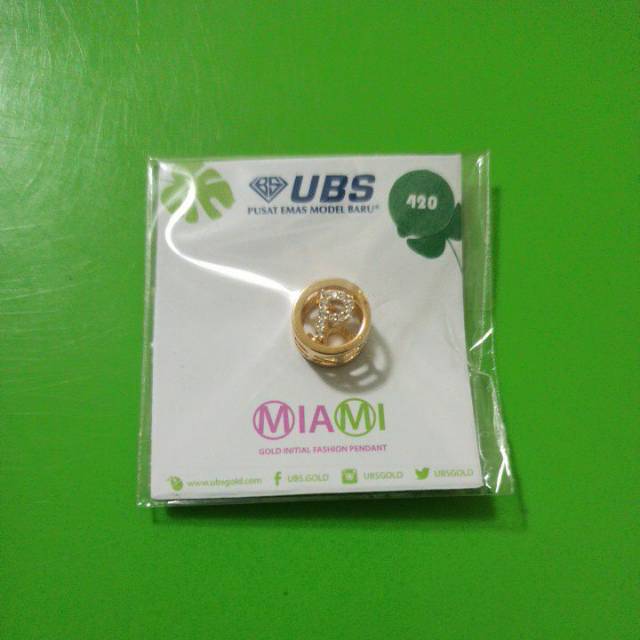 UBS
PUSAT EMAS MODEL BARU®
420
P
MIAMI
GOLD INITIAL FASHION PENDANT
www.ubsgold.com UBS.GOLD UBSGOLD UBSGOLD